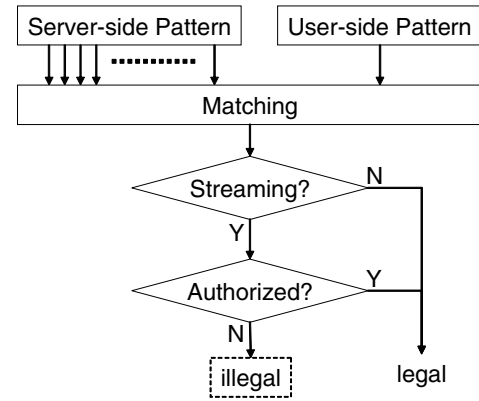 Server-side Pattern
User-side Pattern
Matching
Streaming?
N
Y
Authorized?
Y
N
illegal
legal